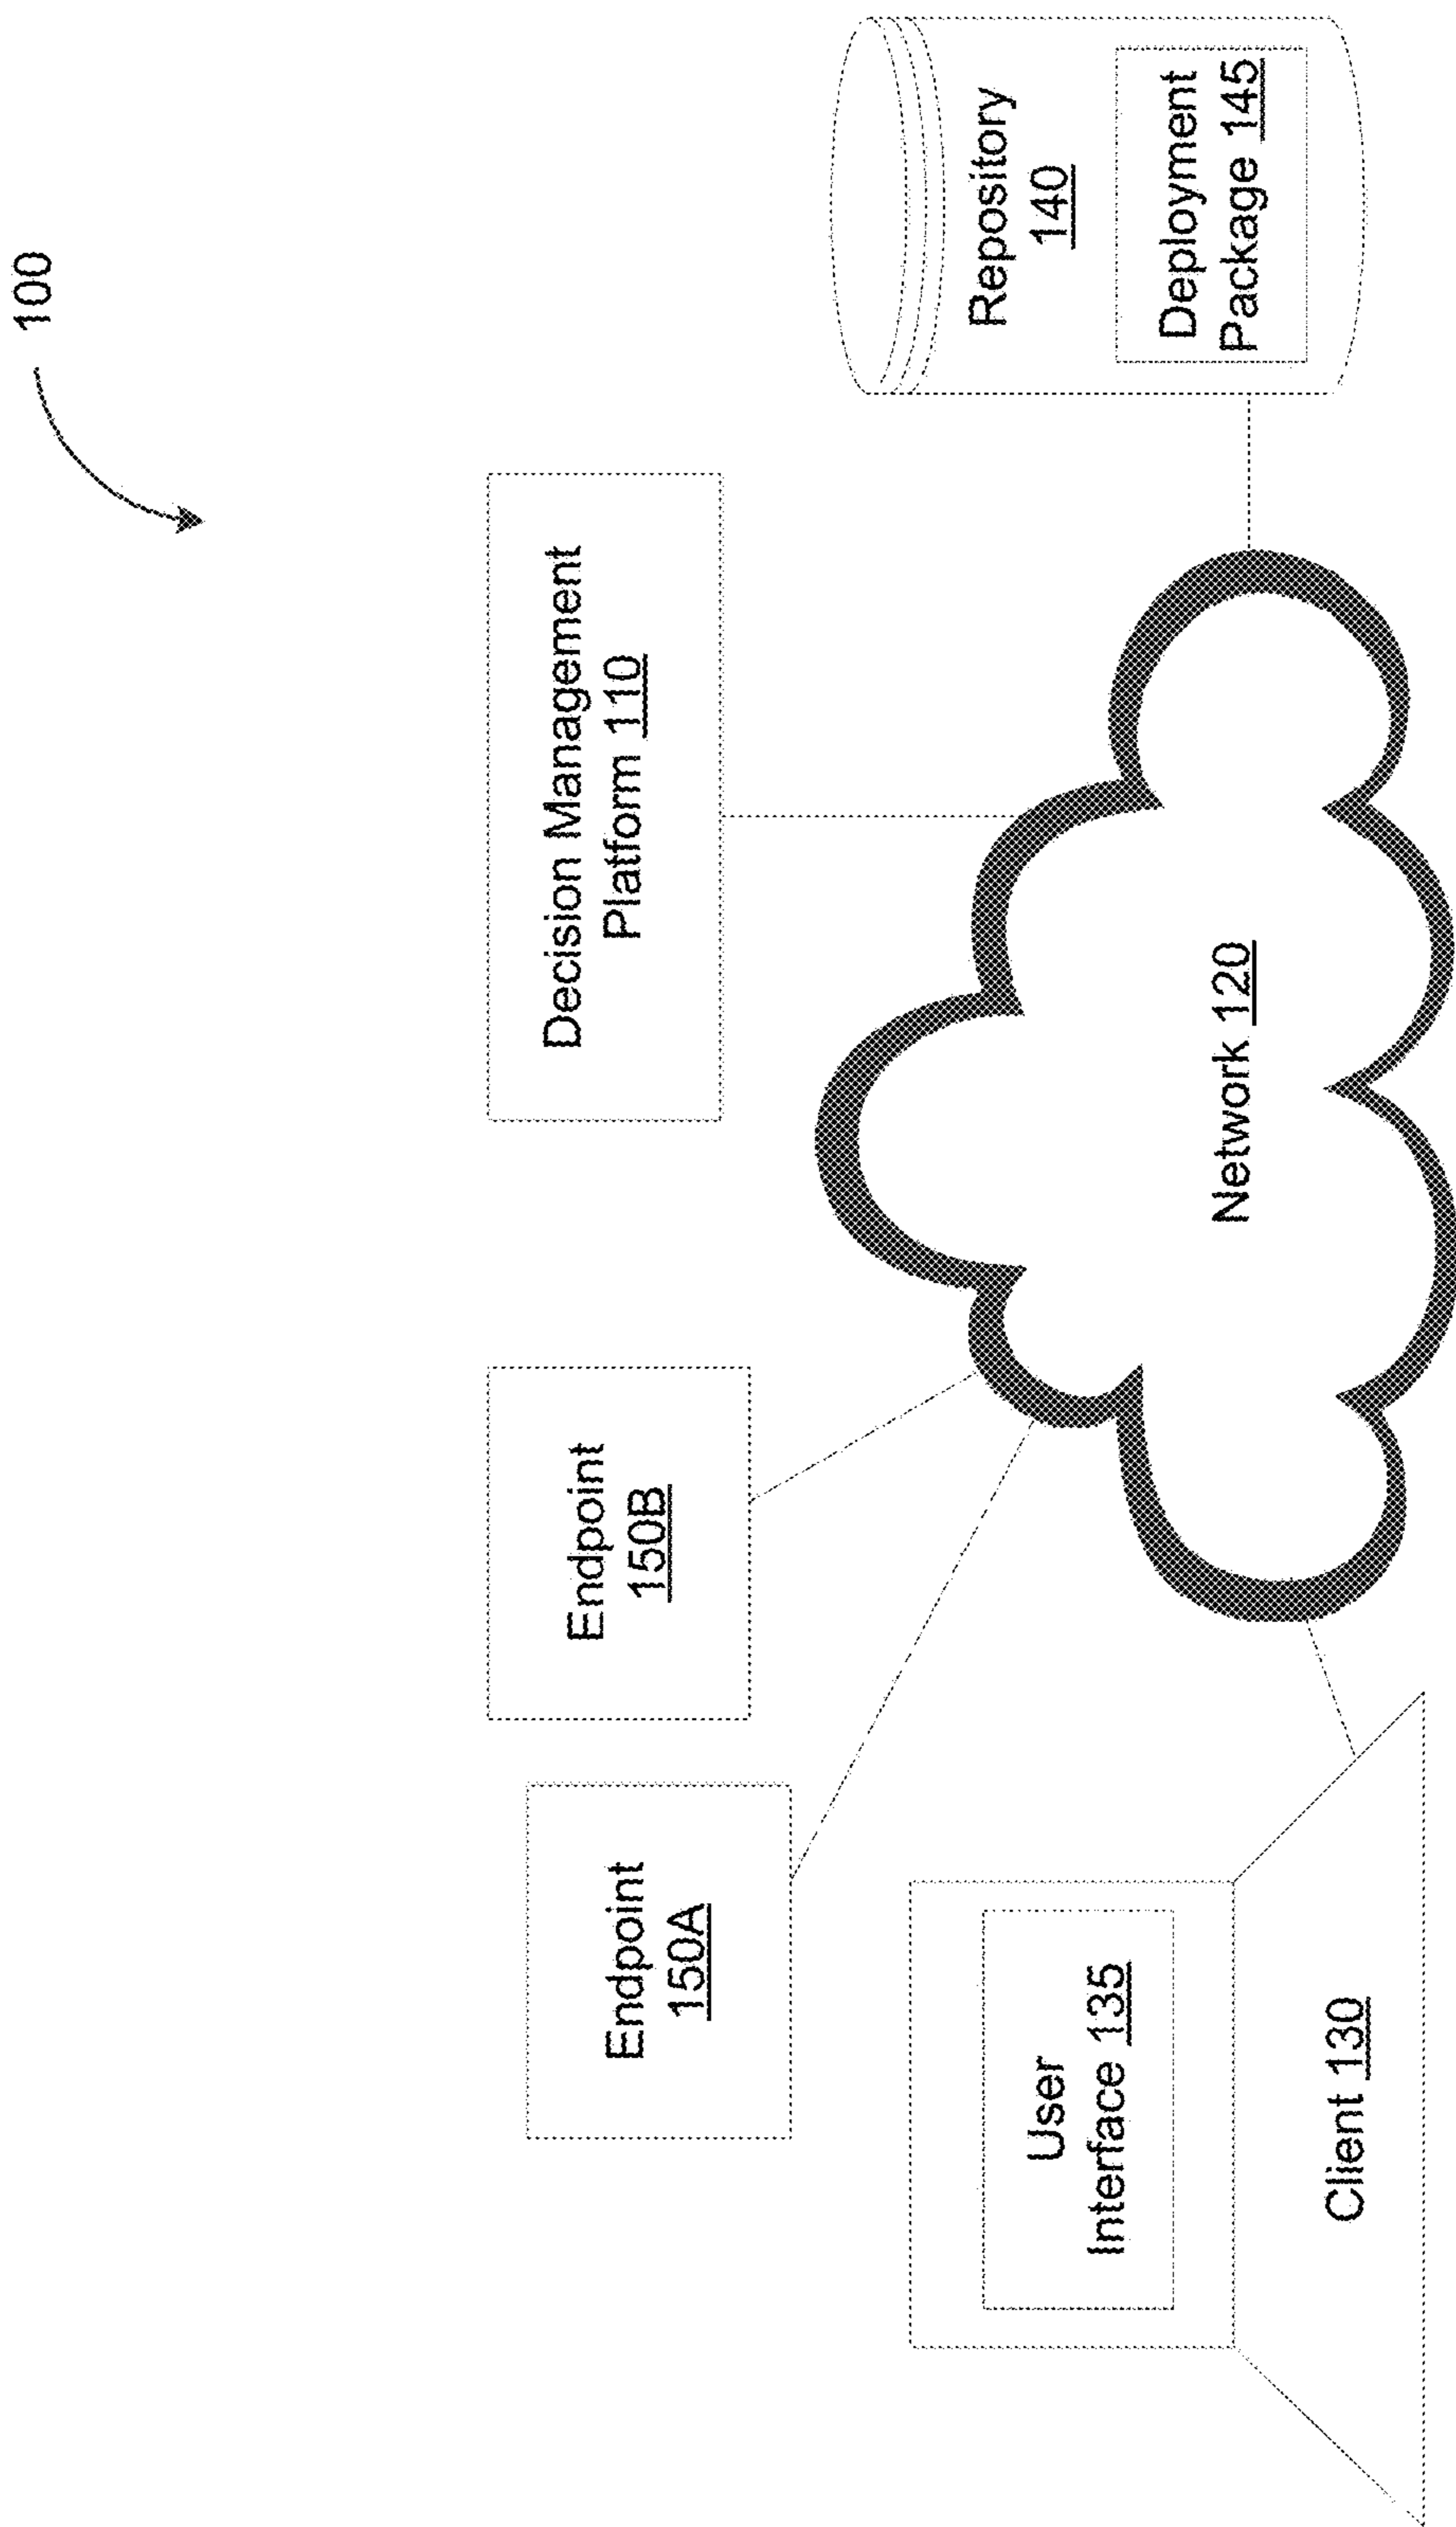 100
Endpoint
150A
Endpoint
150B
Decision Management
Platform 110
User
Interface 135
Client 130
Network 120
Repository
140
Deployment
Package 145